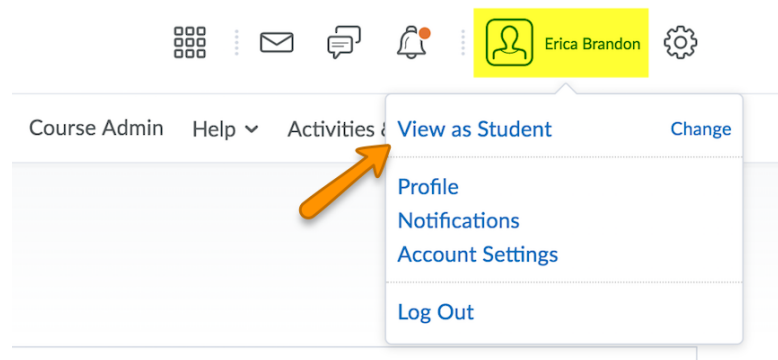 Erica Brandon
Course Admin Help Activities &
View as Student Change
Profile
Notifications
Account Settings
Log Out